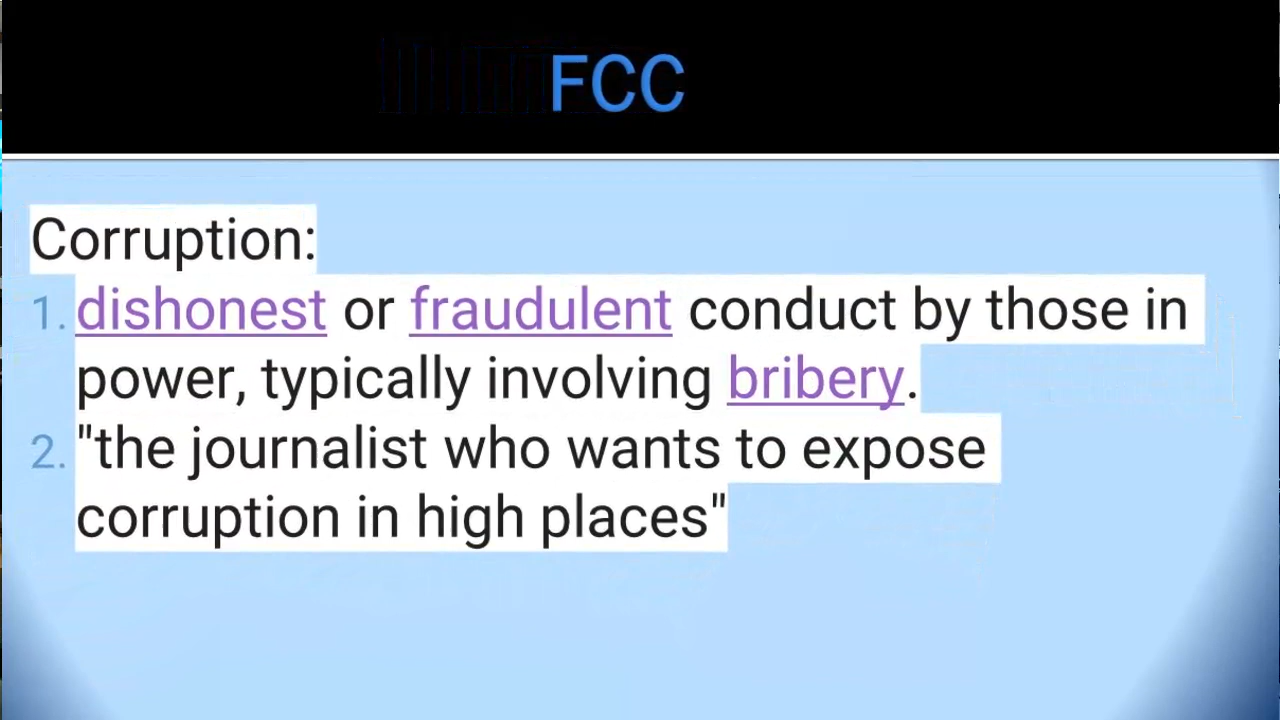 FCC
Corruption:
1. dishonest or fraudulent conduct by those in
power, typically involving bribery.
2. "the journalist who wants to expose
corruption in high places"